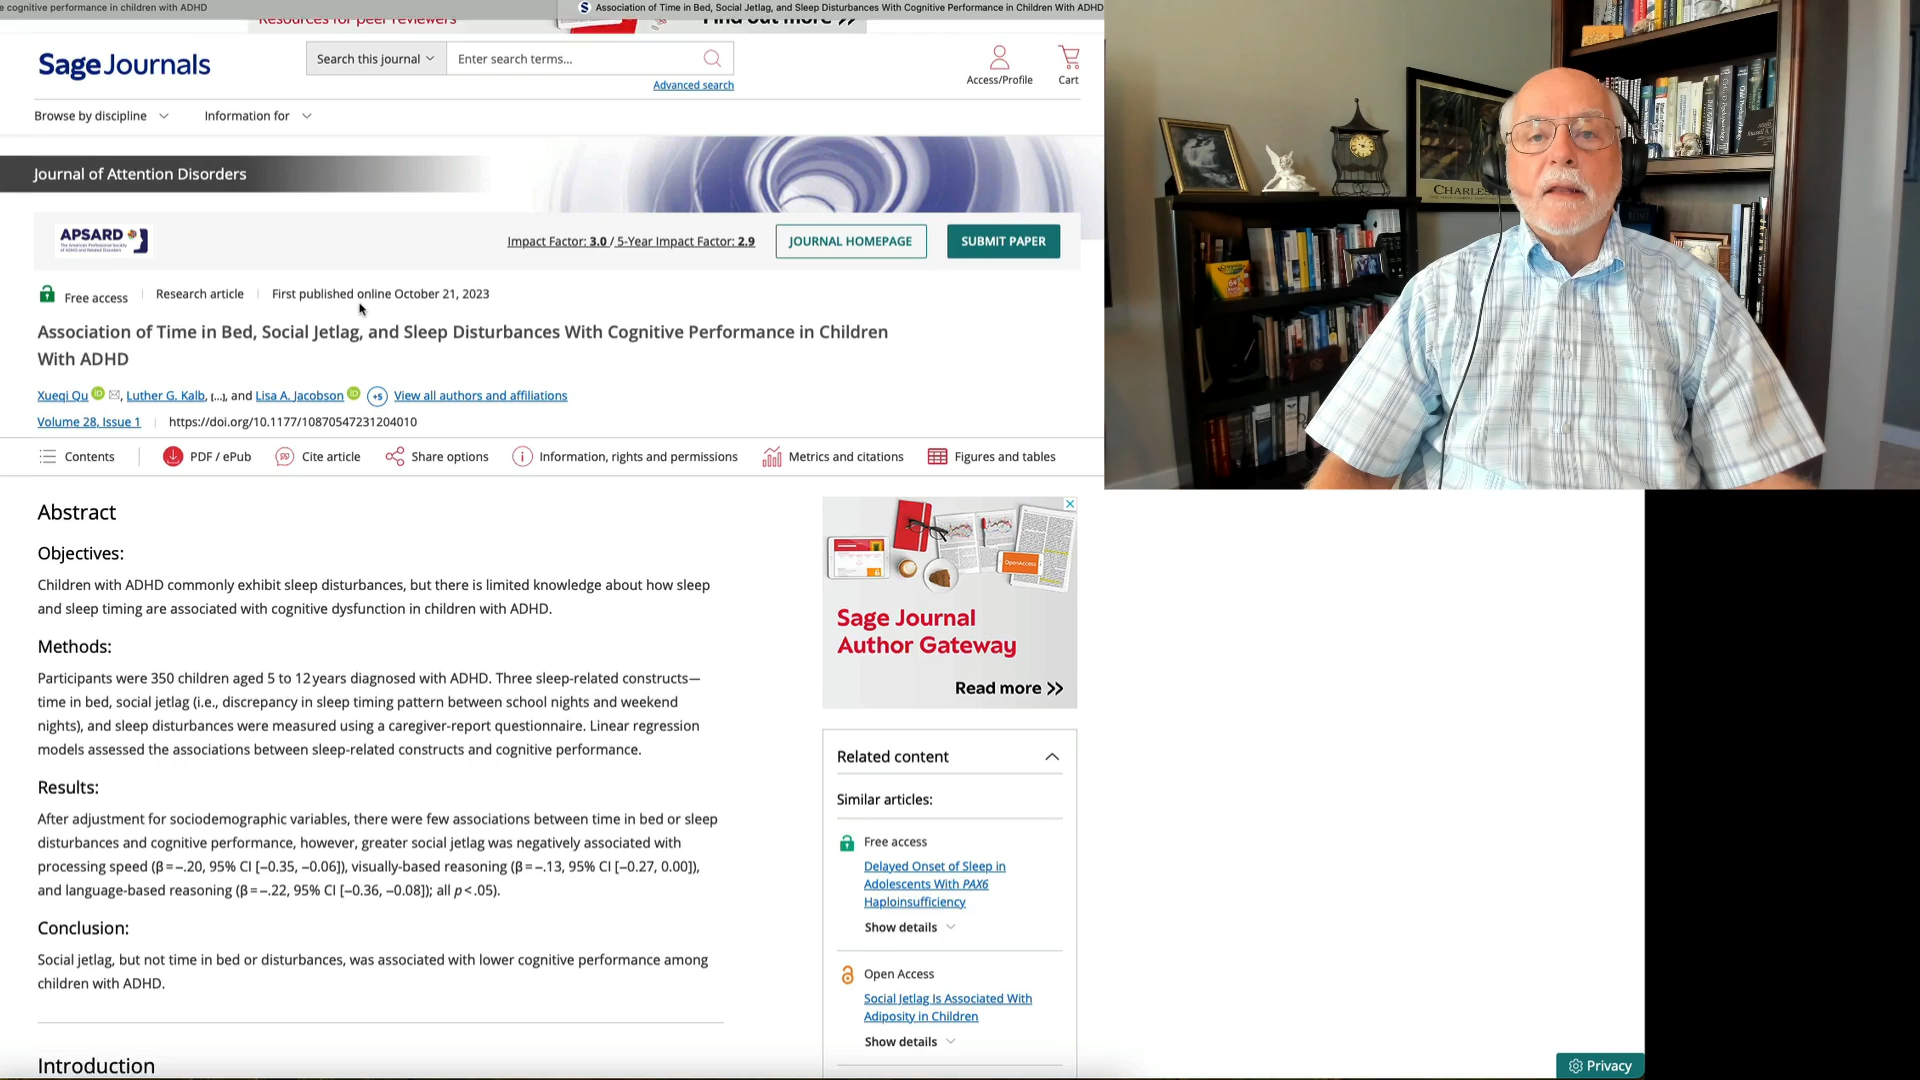 e cognitive performance in children with ADHD
Association of Time in Bed, Social Jetlag, and Sleep Disturbances With Cognitive Performance in Children With ADHD
Resources for peer reviewers
Find out more
Sage Journals
Search this journal
Enter search terms...
Advanced search
Access/Profile
Cart
Browse by discipline
Information for
Journal of Attention Disorders
APSARD
Impact Factor: 3.0 / 5-Year Impact Factor: 2.9
JOURNAL HOMEPAGE
SUBMIT PAPER
Free access
Research article
First published online October 21, 2023
Association of Time in Bed, Social Jetlag, and Sleep Disturbances With Cognitive Performance in Children
With ADHD
Xueqi Qu iD, Luther G. Kalb, [...], and Lisa A. Jacobson iD +5 View all authors and affiliations
Volume 28, Issue 1
https://doi.org/10.1177/10870547231204010
Contents
PDF / ePub
Cite article
Share options
Information, rights and permissions
Metrics and citations
Figures and tables
Abstract
Objectives:
Children with ADHD commonly exhibit sleep disturbances, but there is limited knowledge about how sleep
and sleep timing are associated with cognitive dysfunction in children with ADHD.
Methods:
Participants were 350 children aged 5 to 12 years diagnosed with ADHD. Three sleep-related constructs—
time in bed, social jetlag (i.e., discrepancy in sleep timing pattern between school nights and weekend
nights), and sleep disturbances were measured using a caregiver-report questionnaire. Linear regression
models assessed the associations between sleep-related constructs and cognitive performance.
Results:
After adjustment for sociodemographic variables, there were few associations between time in bed or sleep
disturbances and cognitive performance, however, greater social jetlag was negatively associated with
processing speed (β = −.20, 95% CI [−0.35, −0.06]), visually-based reasoning (β = −.13, 95% CI [−0.27, 0.00]),
and language-based reasoning (β = −.22, 95% CI [−0.36, −0.08]); all p < .05).
Conclusion:
Social jetlag, but not time in bed or disturbances, was associated with lower cognitive performance among
children with ADHD.
Introduction
OpenAccess
Sage Journal
Author Gateway
Read more
Related content
Similar articles:
Free access
Delayed Onset of Sleep in
Adolescents With PAX6
Haploinsufficiency
Show details
Open Access
Social Jetlag Is Associated With
Adiposity in Children
Show details
Privacy
CHARLES
Crayola
64